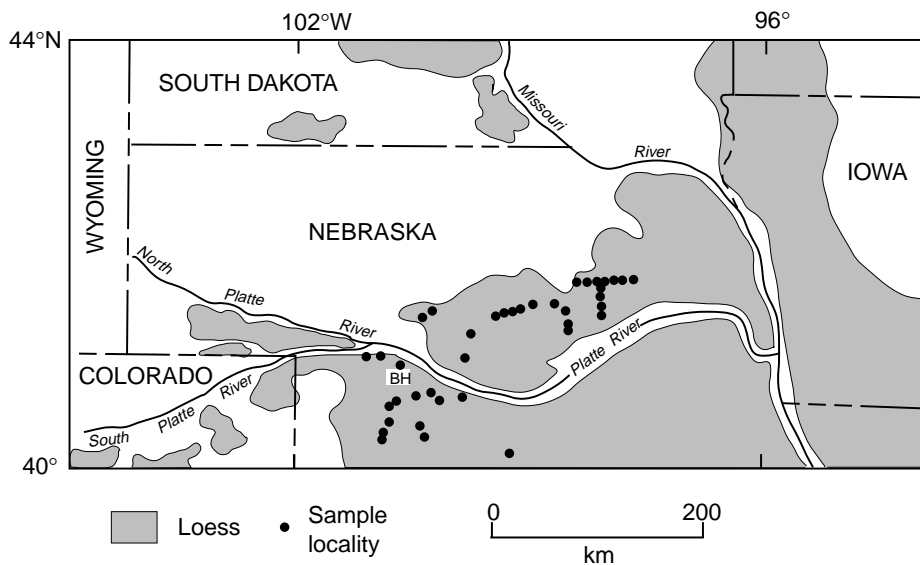 102°W
96°
44°N
SOUTH DAKOTA
Missouri
River
WYOMING
IOWA
NEBRASKA
North
Platte
River
Platte River
COLORADO
BH
South
Platte
River
40°
Loess
Sample
locality
0
200
km